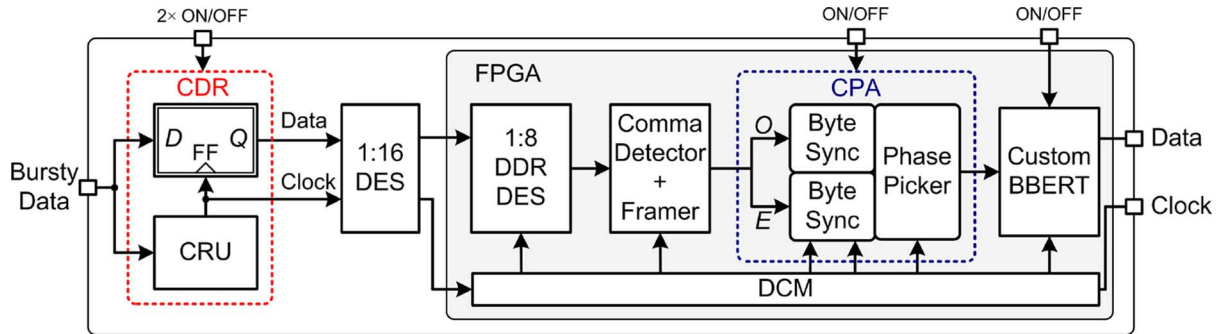 2× ON/OFF
ON/OFF
ON/OFF
FPGA
CDR
CPA
D
Q
FF
Data
Clock
1:16
DES
1:8
DDR
DES
Comma
Detector
+
Framer
O
E
Byte
Sync
Byte
Sync
Phase
Picker
Custom
BBERT
Data
Clock
Bursty
Data
CRU
DCM